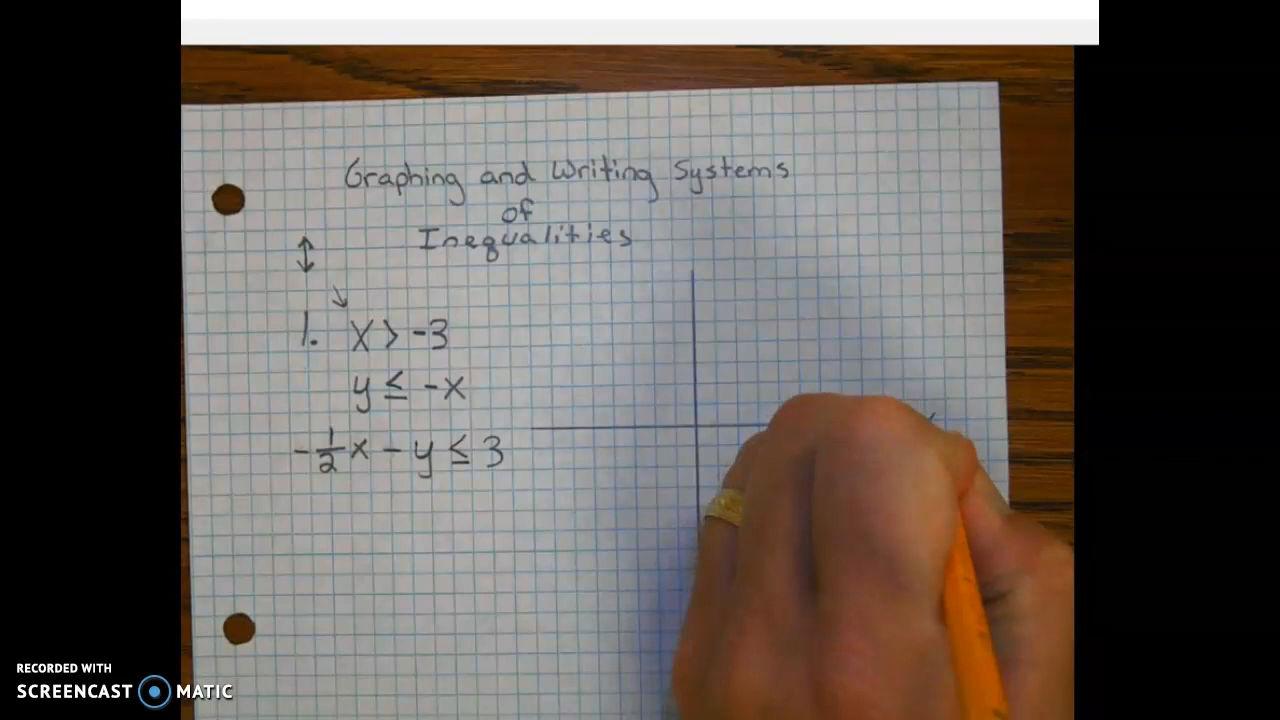 Graphing and Writing Systems
of
Inequalities
1. x > -3
y ≤ -x
-1/2x - y ≤ 3
RECORDED WITH
SCREENCAST MATIC